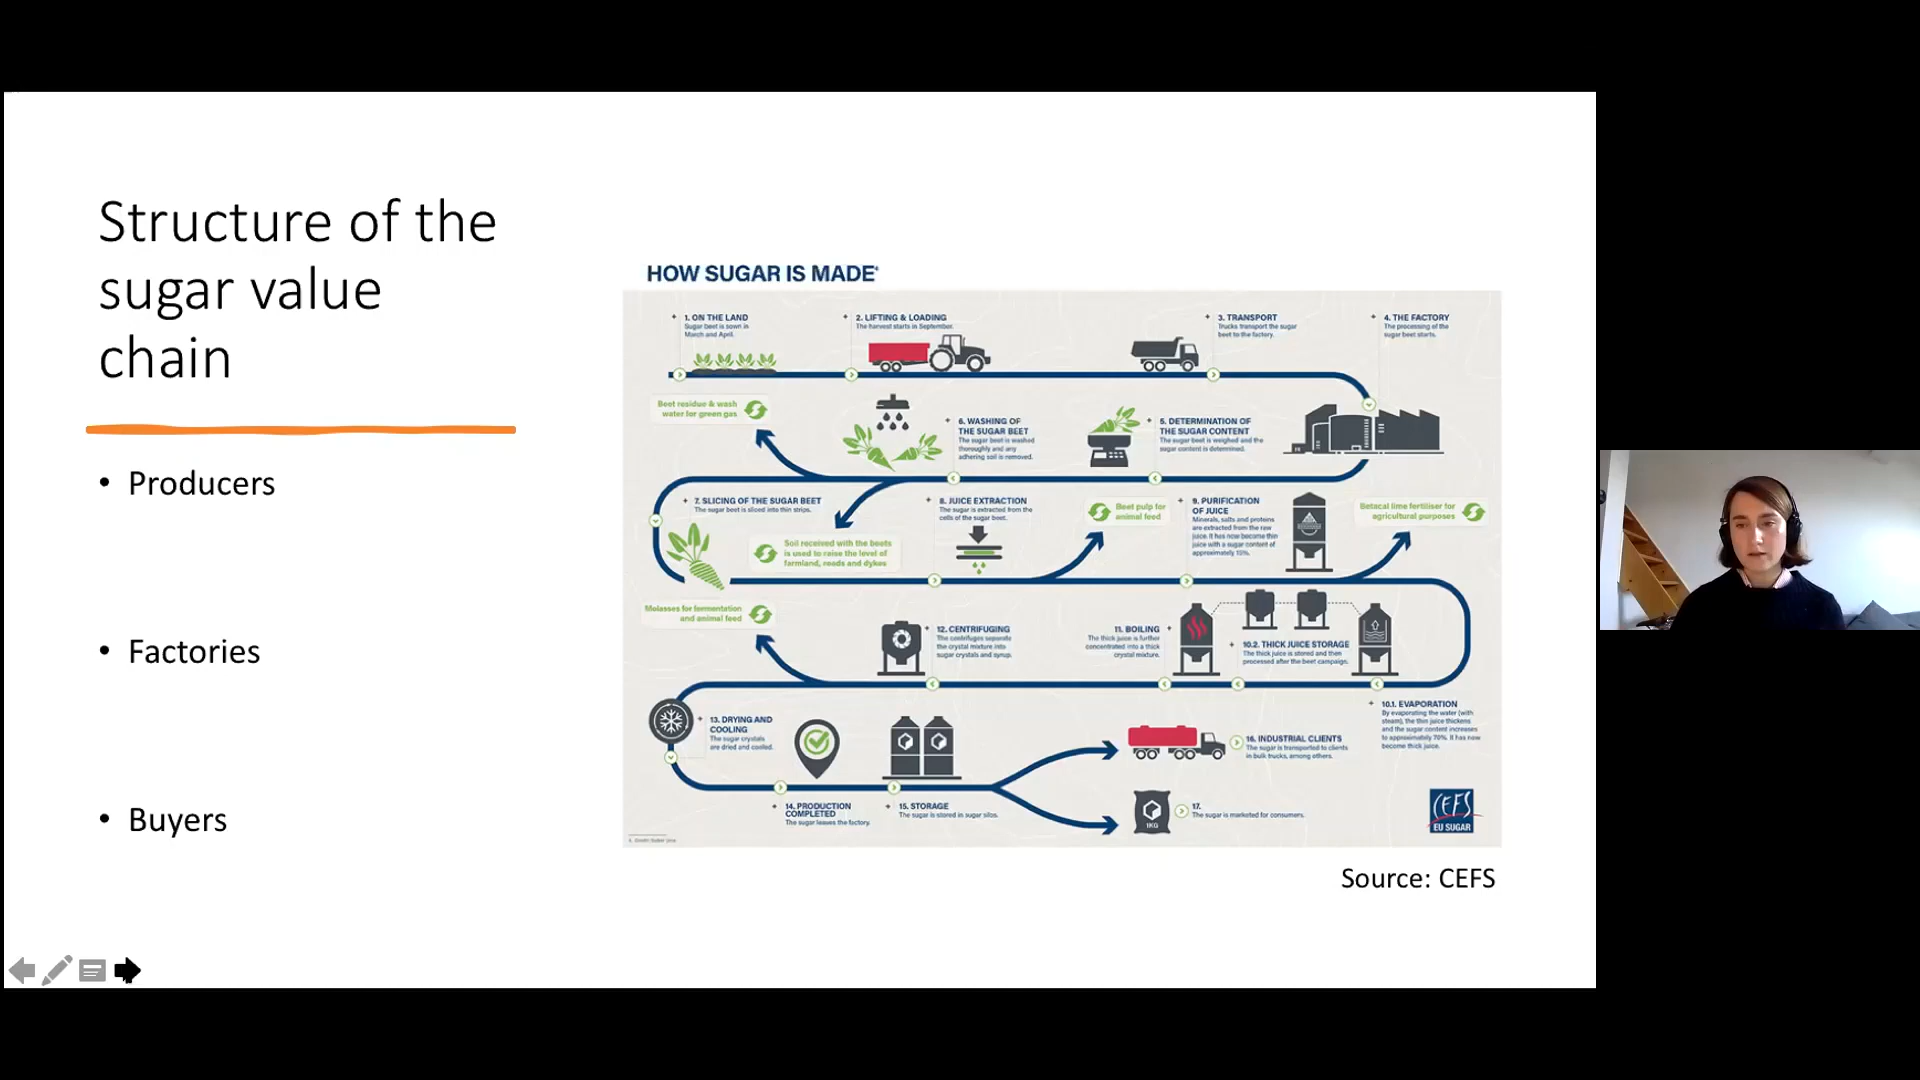 Structure of the
sugar value
chain
• Producers
• Factories
• Buyers
HOW SUGAR IS MADE*
1. ON THE LAND
Sugar beet is sown in
March and April.
2. LIFTING & LOADING
The harvest starts in September.
3. TRANSPORT
Trucks transport the sugar
beet to the factory.
4. THE FACTORY
The processing of the
sugar beet starts.
Beet residue & wash
water for green gas
6. WASHING OF
THE SUGAR BEET
The sugar beet is washed
thoroughly and any
adhering soil is removed.
5. DETERMINATION OF
THE SUGAR CONTENT
The sugar beet is weighed and the
sugar content is determined.
7. SLICING OF THE SUGAR BEET
The sugar beet is sliced into thin strips.
Soil received with the beets
is used to raise the level of
farmland, roads and dykes
8. JUICE EXTRACTION
The sugar is extracted from the
cells of the sugar beet.
Beet pulp for
animal feed
9. PURIFICATION
OF JUICE
Minerals, salts and proteins
are extracted from the raw
juice. It has now become thin
juice with a sugar content of
approximately 15%.
Betacal lime fertiliser for
agricultural purposes
Molasses for fermentation
and animal feed
12. CENTRIFUGING
The centrifuges separate
the crystal mixture into
sugar crystals and syrup.
11. BOILING
The thick juice is further
concentrated into a thick
crystal mixture.
10.2. THICK JUICE STORAGE
The thick juice is stored and then
processed after the beet campaign.
10.1. EVAPORATION
By evaporating the water (with
steam), the thin juice thickens
and the sugar content increases
to approximately 70%. It has now
become thick juice.
13. DRYING AND
COOLING
The sugar crystals
are dried and cooled.
14. PRODUCTION
COMPLETED
The sugar leaves the factory.
15. STORAGE
The sugar is stored in sugar silos.
16. INDUSTRIAL CLIENTS
The sugar is transported to clients
in bulk trucks, among others.
1KG
17.
The sugar is marketed for consumers.
CEFS
EU SUGAR
Source: CEFS